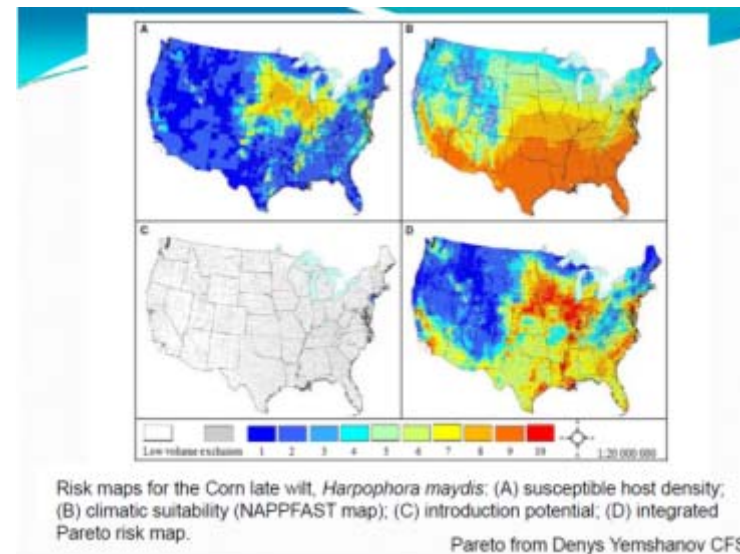 A
B
C
D
Low volume exclusion 1 2 3 4 5 6 7 8 9 10 1:20 000 000
Risk maps for the Corn late wilt, Harpophora maydis: (A) susceptible host density;
(B) climatic suitability (NAPPFAST map); (C) introduction potential; (D) integrated
Pareto risk map.
Pareto from Denys Yemshanov CFS